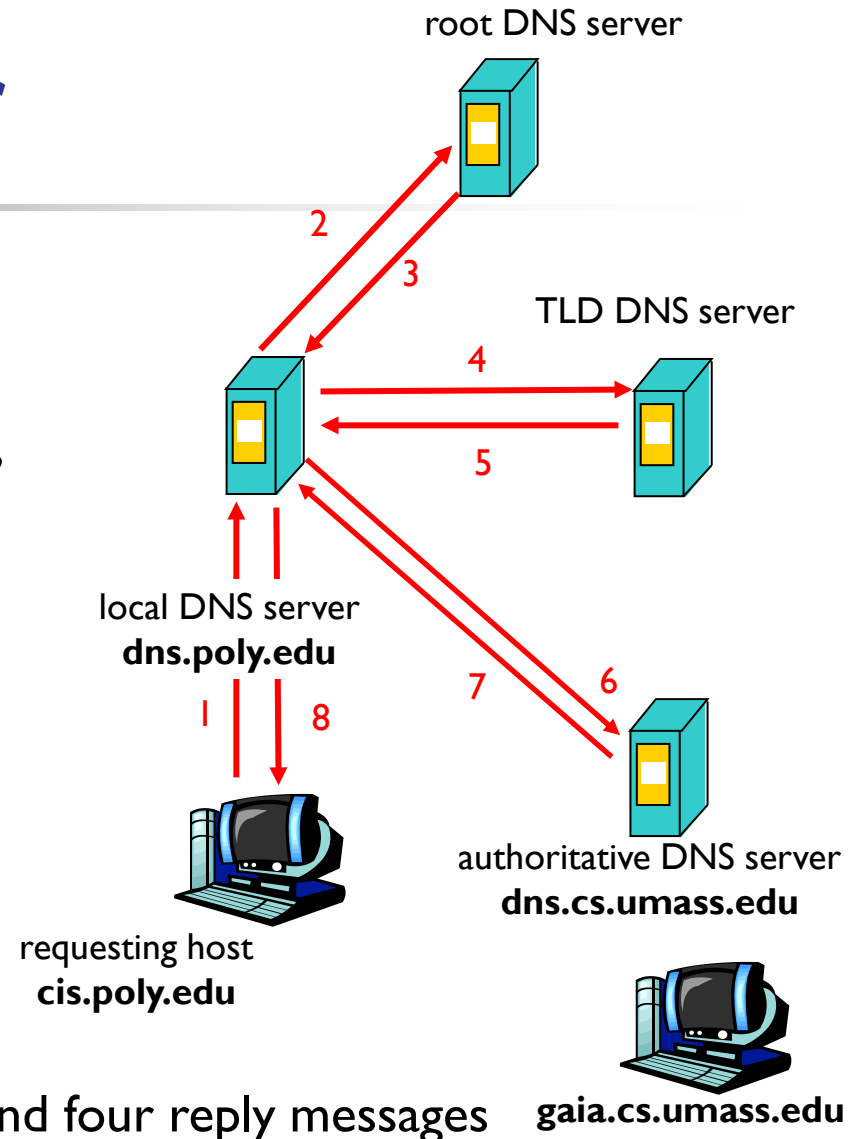 root DNS server
2
3
TLD DNS server
4
5
local DNS server
dns.poly.edu
1
8
7
6
authoritative DNS server
dns.cs.umass.edu
requesting host
cis.poly.edu
four reply messages
gaia.cs.umass.edu